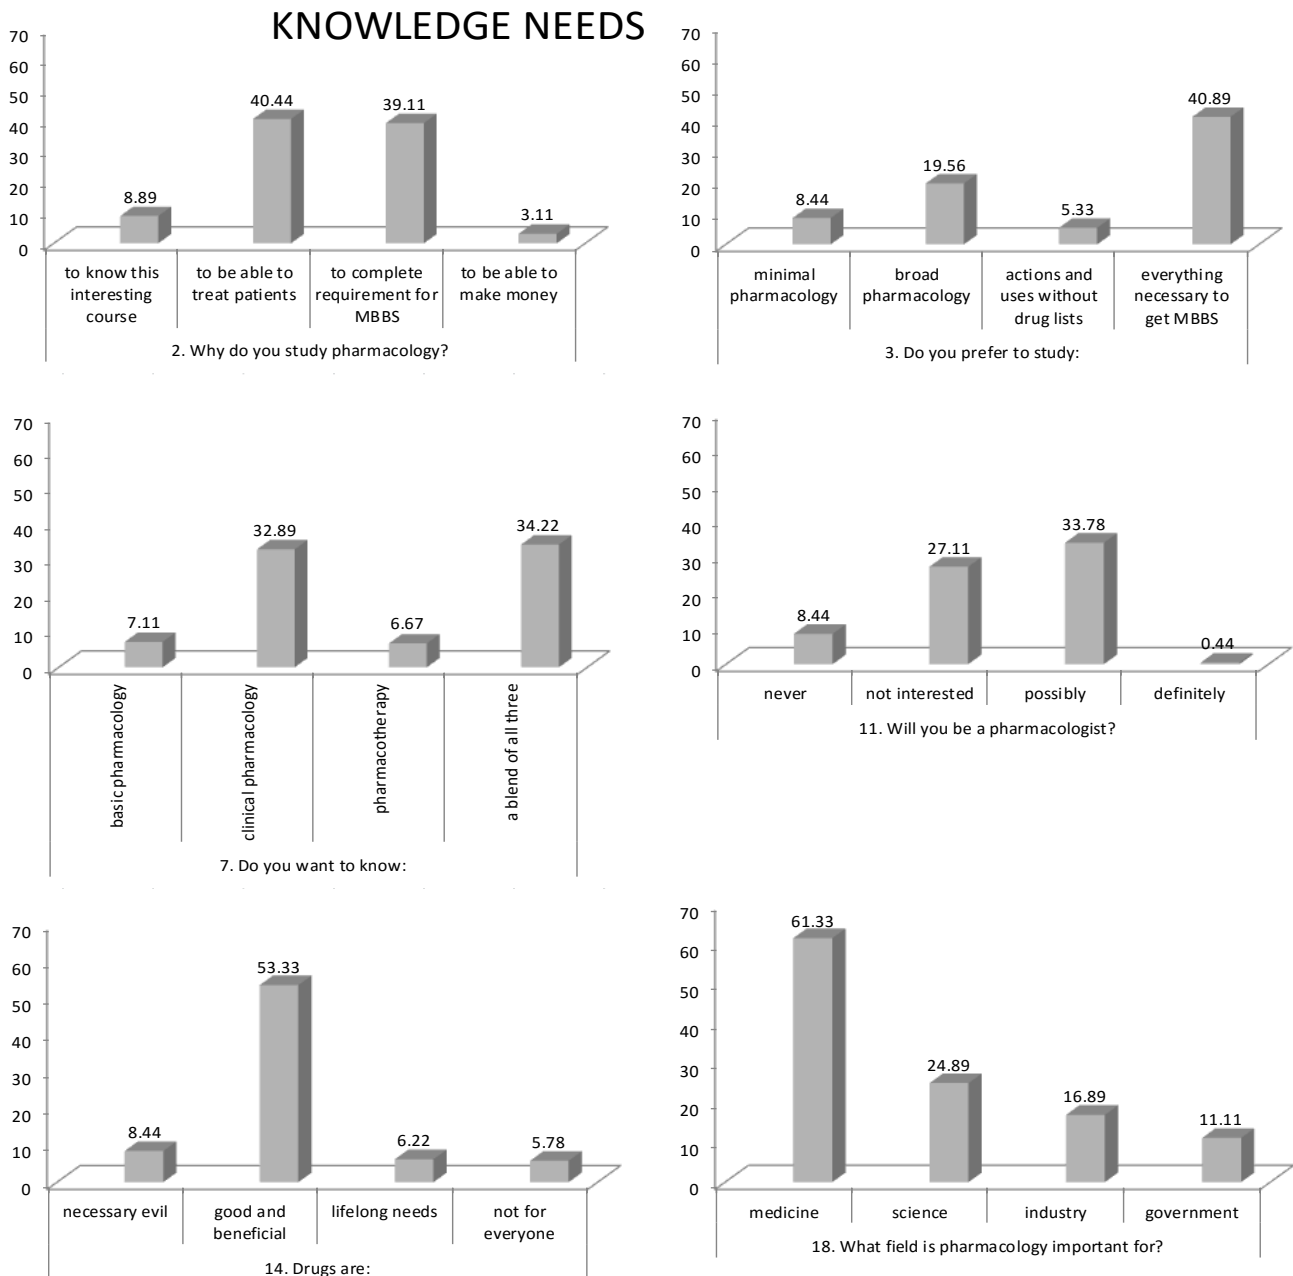 KNOWLEDGE NEEDS
70
60
50
40
30
20
10
0
8.89
40.44
39.11
3.11
to know this interesting course
to be able to treat patients
to complete requirement for MBBS
to be able to make money
2. Why do you study pharmacology?
70
60
50
40
30
20
10
0
8.44
19.56
5.33
40.89
minimal pharmacology
broad pharmacology
actions and uses without drug lists
everything necessary to get MBBS
3. Do you prefer to study:
70
60
50
40
30
20
10
0
7.11
32.89
6.67
34.22
basic pharmacology
clinical pharmacology
pharmacotherapy
a blend of all three
7. Do you want to know:
70
60
50
40
30
20
10
0
8.44
27.11
33.78
0.44
never
not interested
possibly
definitely
11. Will you be a pharmacologist?
70
60
50
40
30
20
10
0
8.44
53.33
6.22
5.78
necessary evil
good and beneficial
lifelong needs
not for everyone
14. Drugs are:
70
60
50
40
30
20
10
0
61.33
24.89
16.89
11.11
medicine
science
industry
government
18. What field is pharmacology important for?